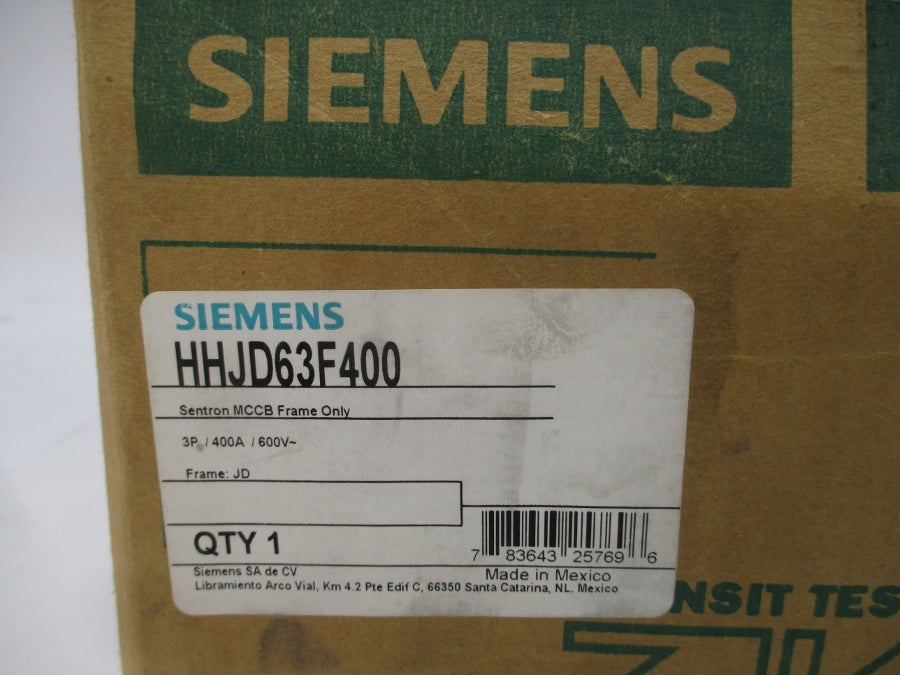 SIEMENS
SIEMENS
HHJD63F400
Sentron MCCB Frame Only
3P / 400A / 600V~
Frame: JD
QTY 1
7 83643 25769 6
Siemens SA de CV
Made in Mexico
Libramiento Arco Vial, Km 4.2 Pte Edif C, 66350 Santa Catarina, NL, Mexico
NSIT TES